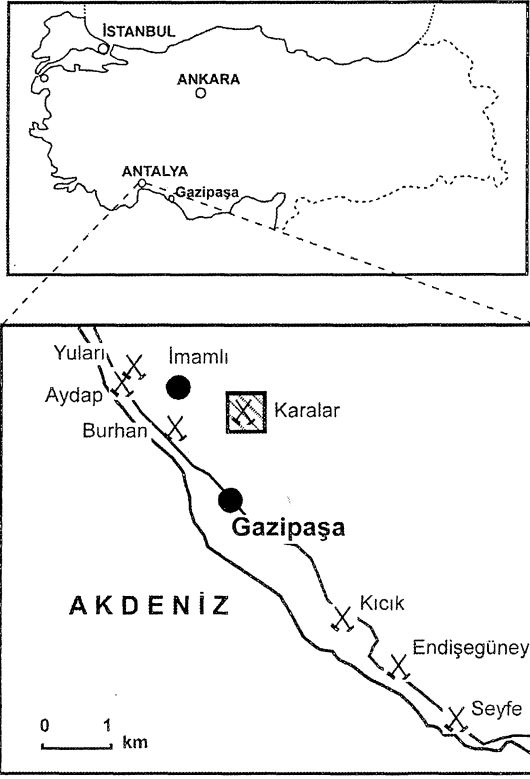 İSTANBUL
ANKARA
ANTALYA
Gazipaşa
Yuları
İmamlı
Aydap
Karalar
Burhan
Gazipaşa
AKDENİZ
Kıcık
Endişegüney
Seyfe
0 1
km